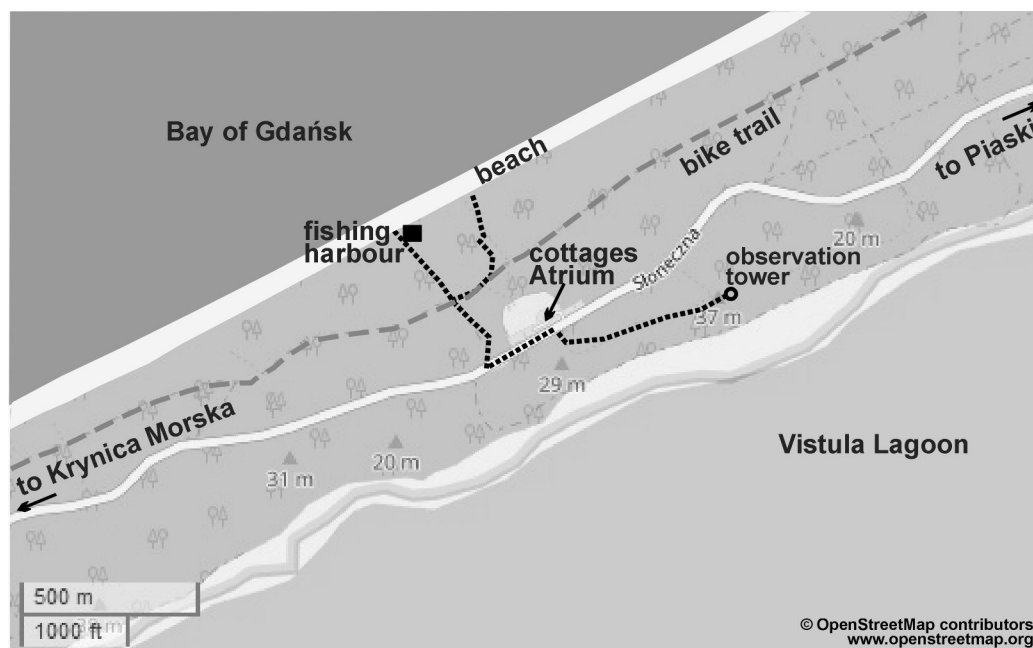 Bay of Gdańsk
beach
bike trail
to Piaski
fishing
harbour
cottages
Atrium
Słoneczna
observation
tower
20 m
37 m
29 m
to Krynica Morska
20 m
31 m
Vistula Lagoon
500 m
1000 ft
© OpenStreetMap contributors
www.openstreetmap.org